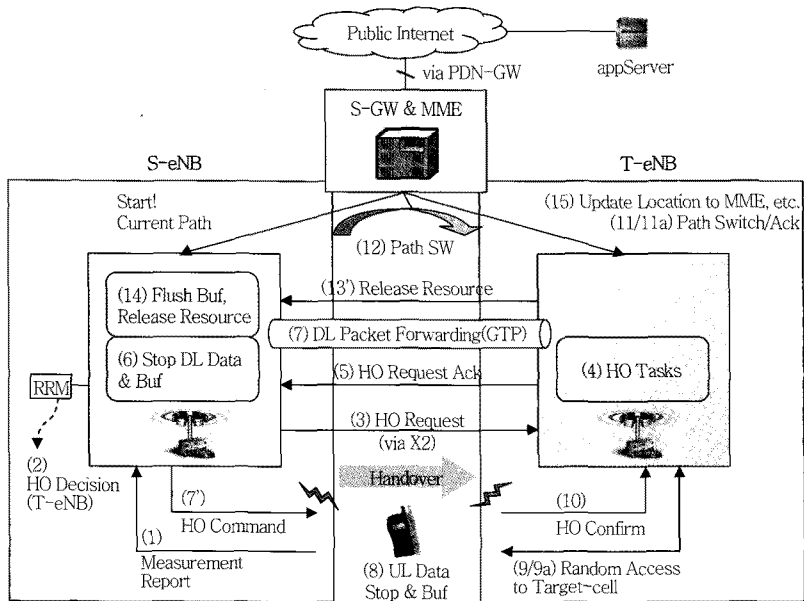 Public Internet
appServer
via PDN-GW
S-GW & MME
S-eNB
T-eNB
Start!
Current Path
(15) Update Location to MME, etc.
(11/11a) Path Switch/Ack
(12) Path SW
(13') Release Resource
(14) Flush Buf,
Release Resource
(7) DL Packet Forwarding(GTP)
(6) Stop DL Data
& Buf
(5) HO Request Ack
(4) HO Tasks
RRM
(3) HO Request
(via X2)
(2)
HO Decision
(T-eNB)
Handover
(7')
HO Command
(10)
HO Confirm
(1)
Measurement
Report
(8) UL Data
Stop & Buf
(9/9a) Random Access
to Target-cell